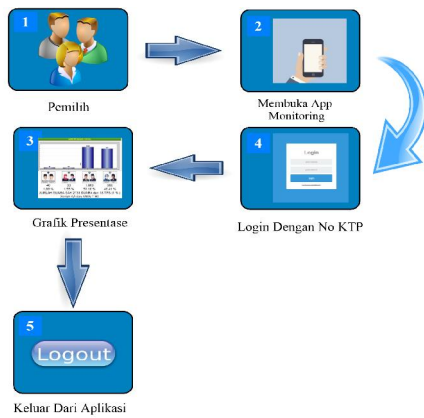 1
Pemilih
2
Membuka App
Monitoring
4
Login
Login Dengan No KTP
3
Grafik Presentase
5
Logout
Keluar Dari Aplikasi